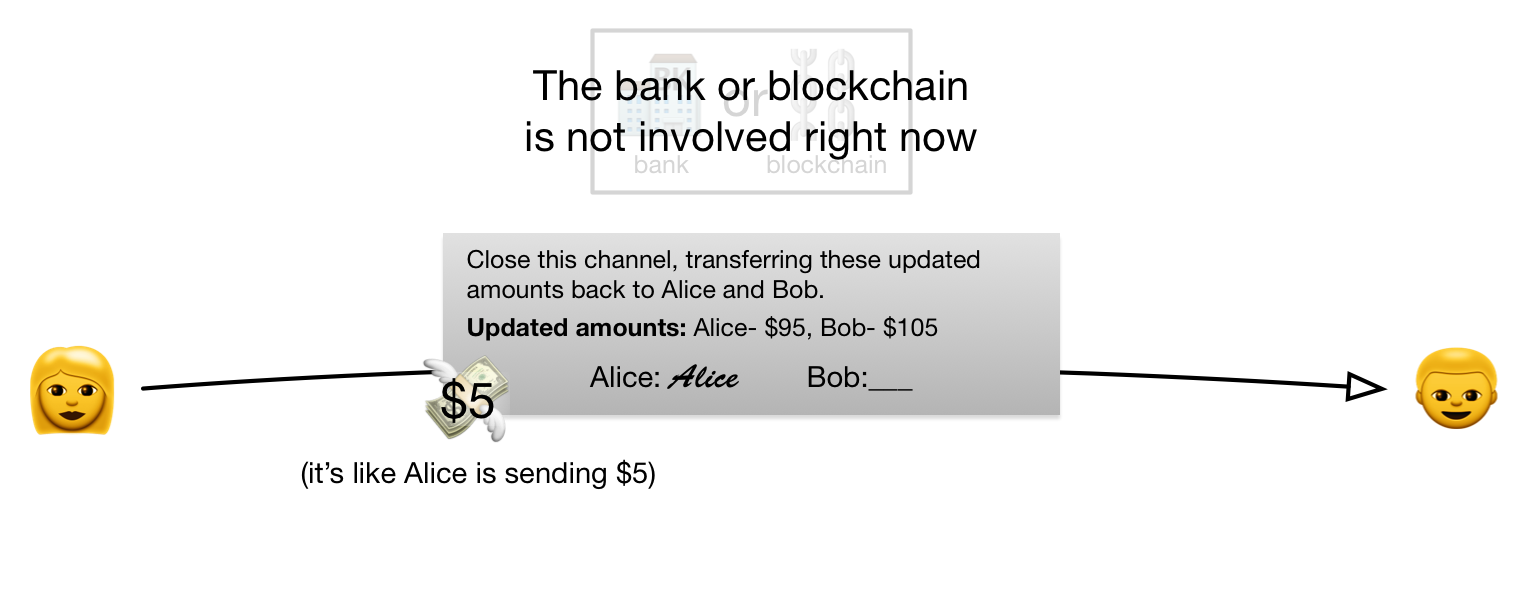 The bank or blockchain
is not involved right now
BK
or
bank
blockchain
Close this channel, transferring these updated
amounts back to Alice and Bob.
Updated amounts: Alice- $95, Bob- $105
Alice: Alice Bob:___
$5
(it’s like Alice is sending $5)